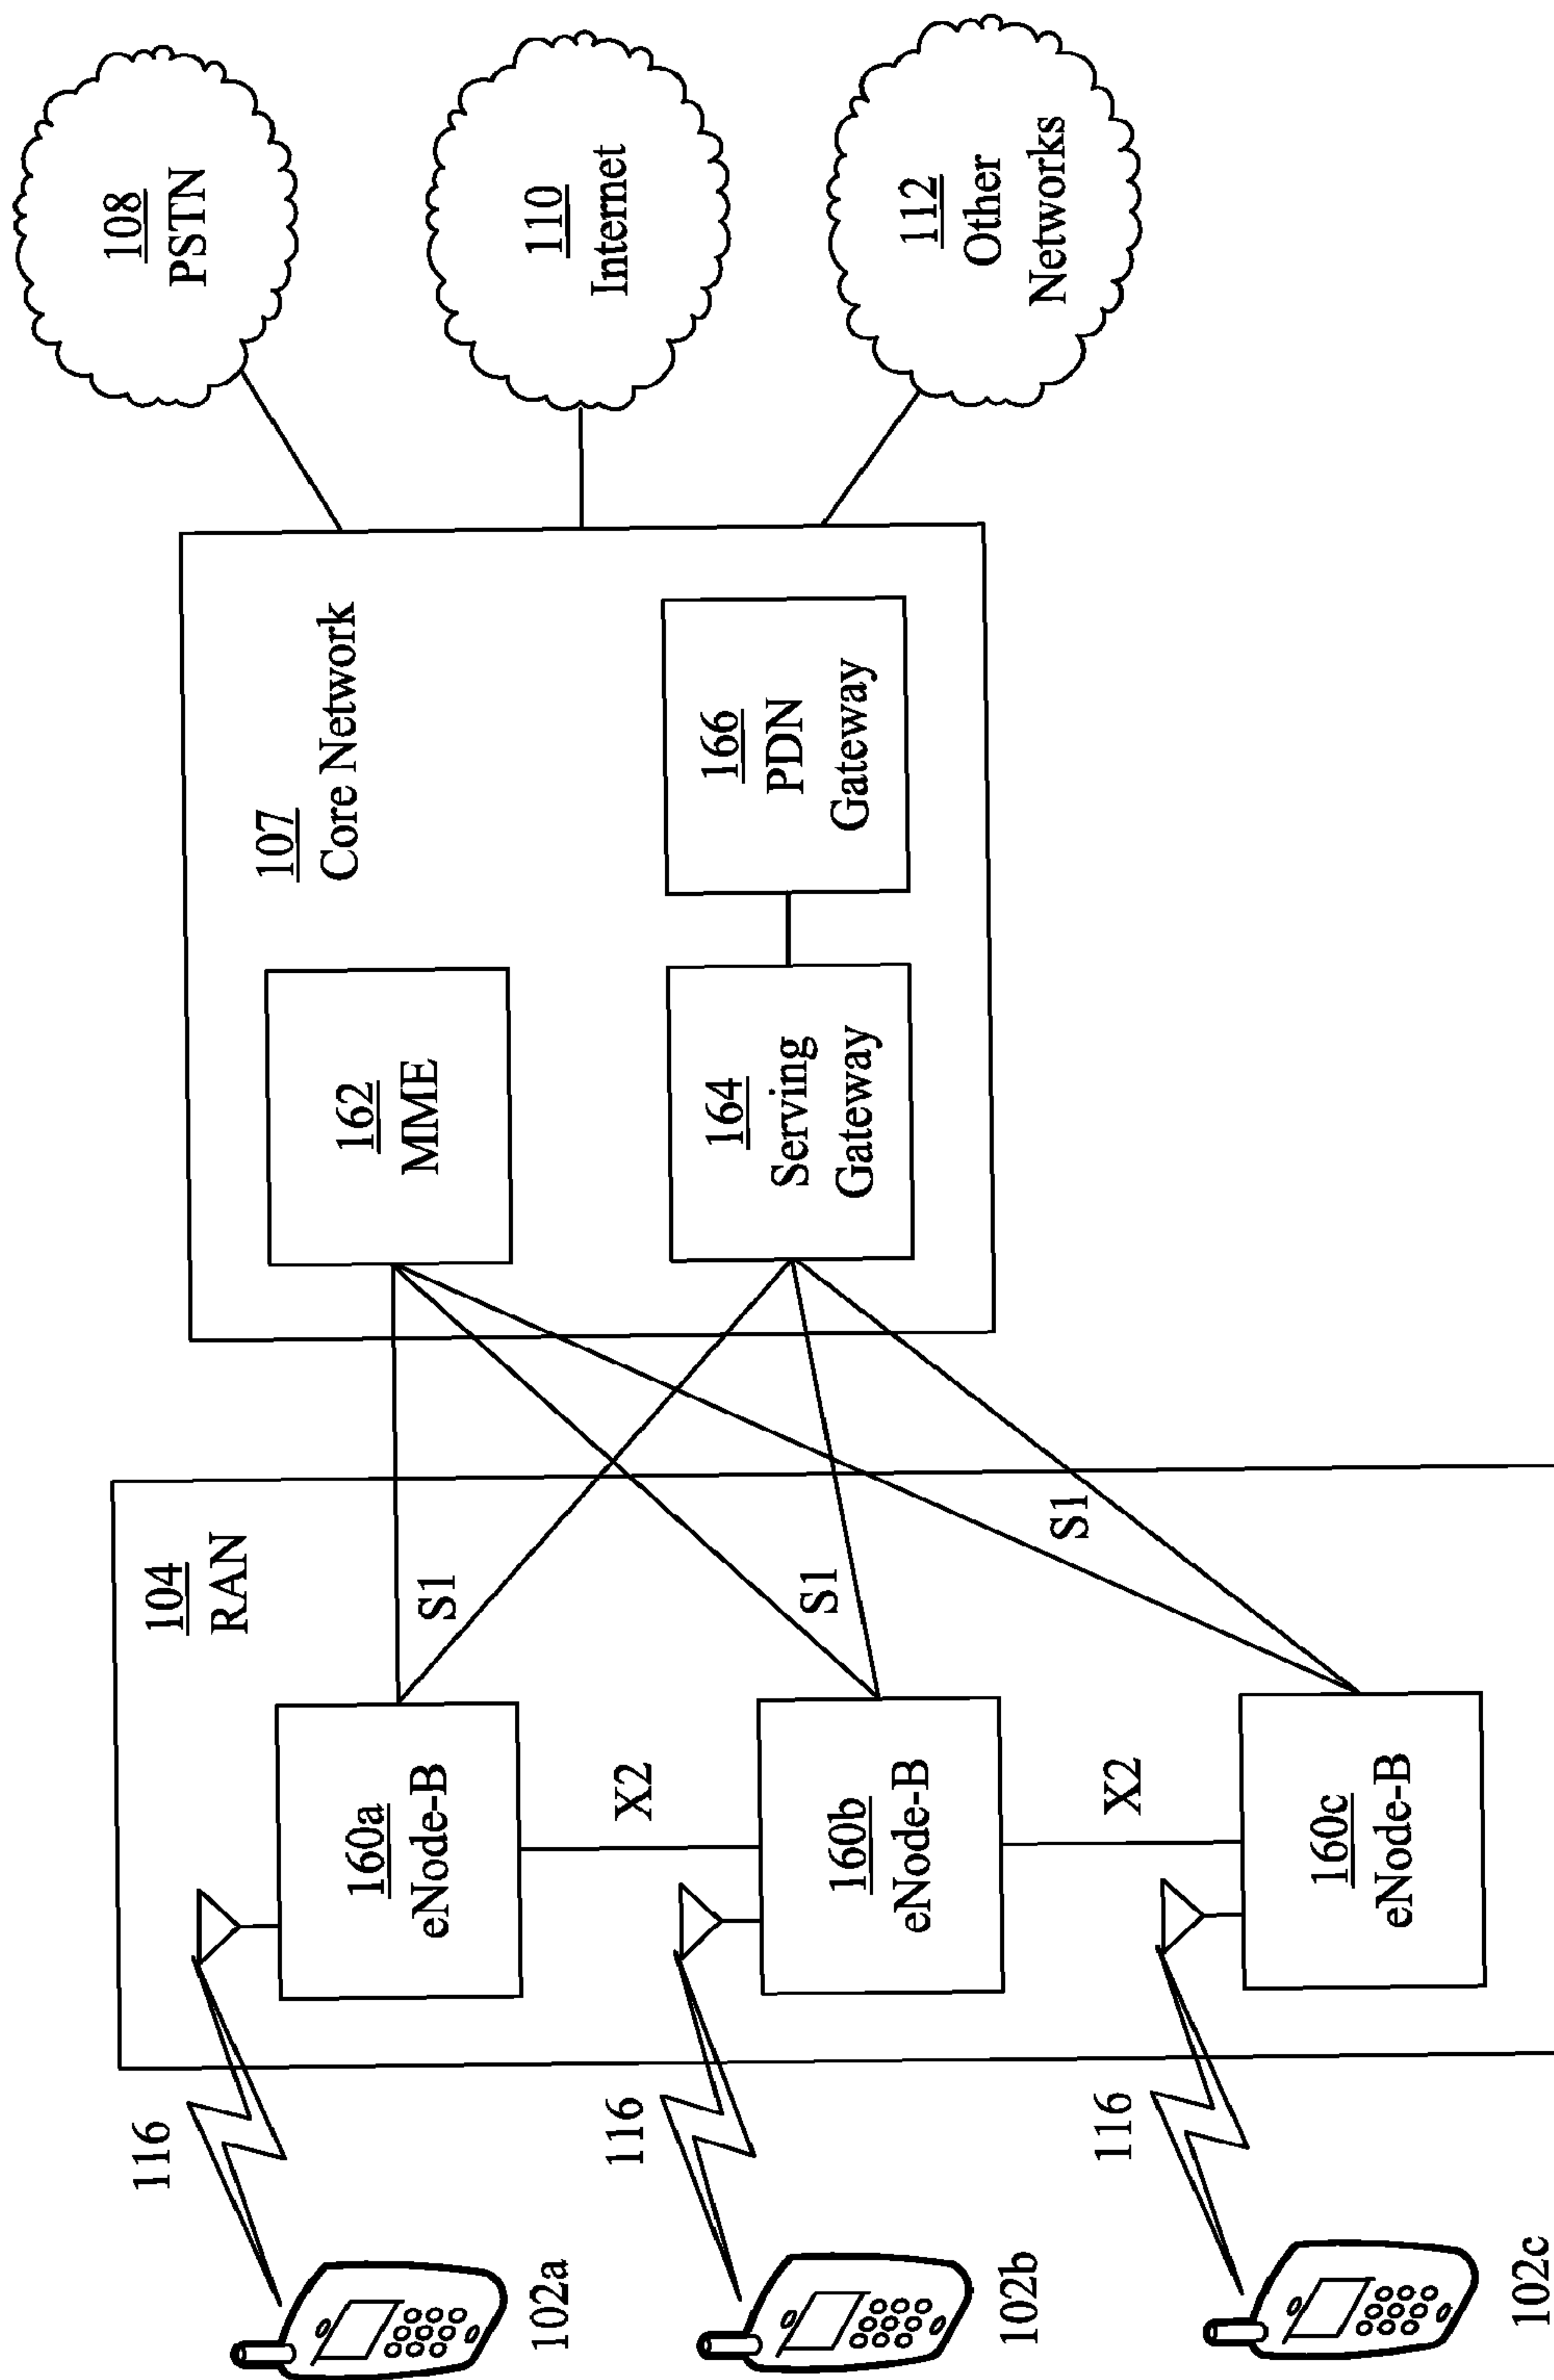 108
PSTN
110
Internet
112
Other
Networks
107
Core Network
162
MME
166
PDN
Gateway
164
Serving
Gateway
104
RAN
S1
S1
S1
160a
eNode-B
X2
160b
eNode-B
X2
160c
eNode-B
116
116
116
102a
102b
102c